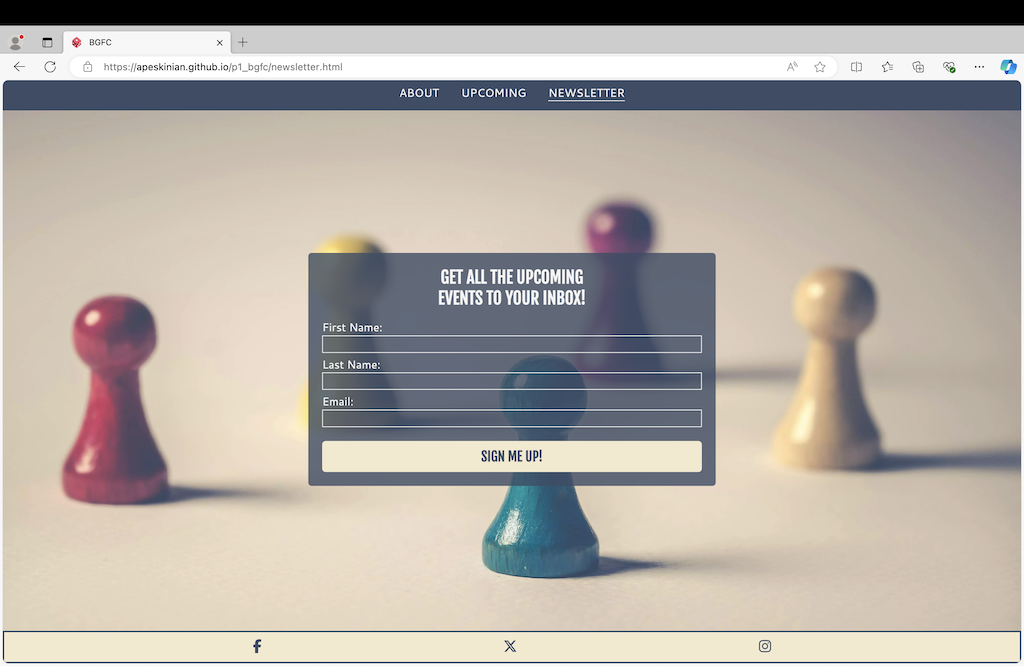 BGFC
https://apeskinian.github.io/p1_bgfc/newsletter.html
ABOUT UPCOMING NEWSLETTER
GET ALL THE UPCOMING
EVENTS TO YOUR INBOX!
First Name:
Last Name:
Email:
SIGN ME UP!